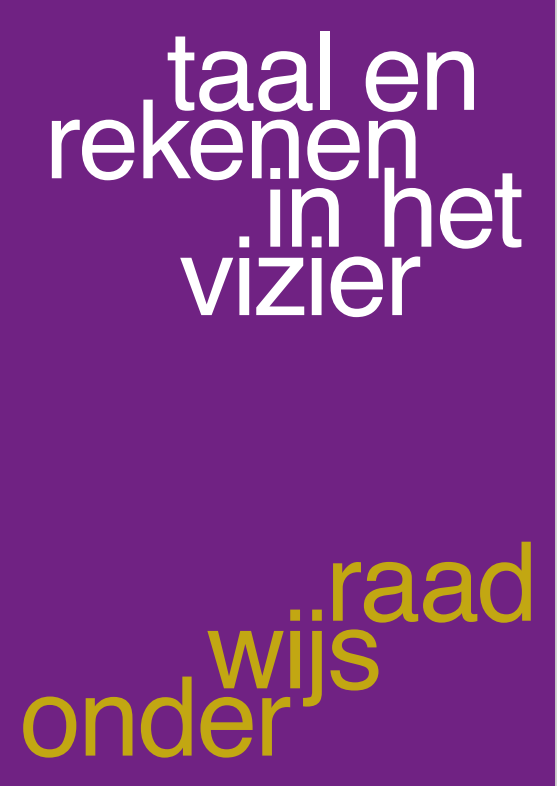 taal en
rekenen
in het
vizier
raad
wijs
onder